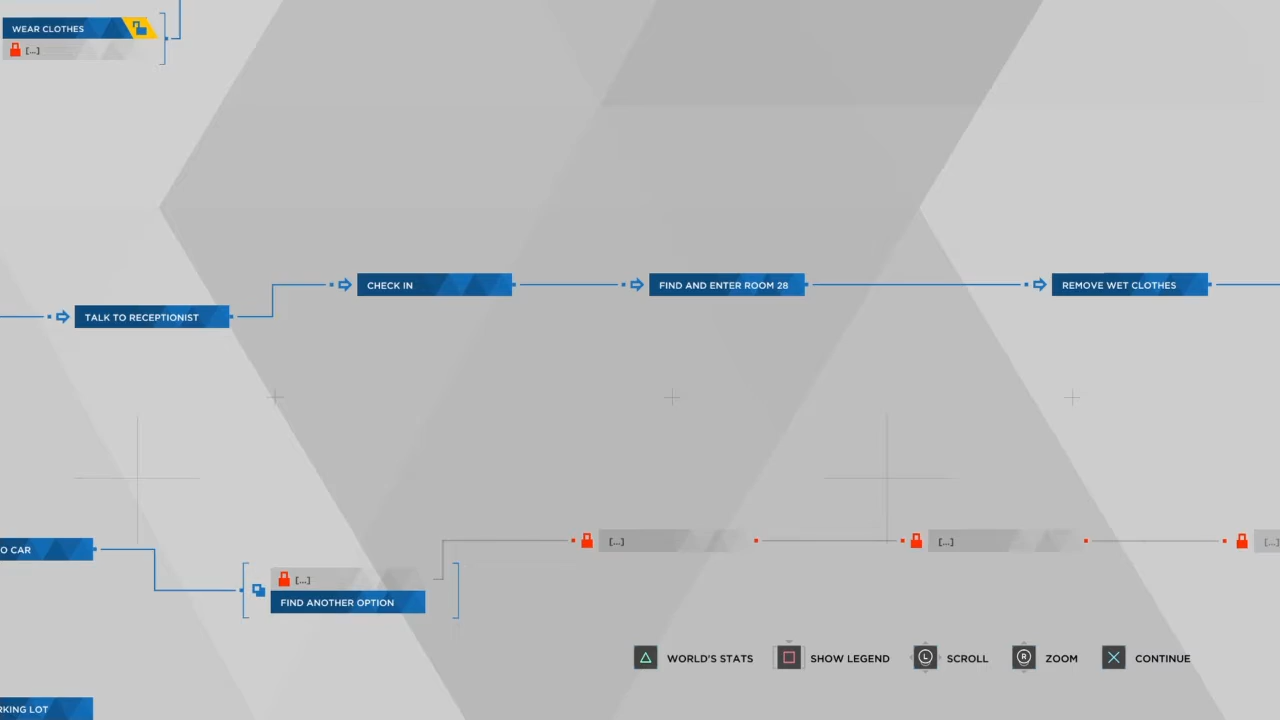 WEAR CLOTHES
[...]
CHECK IN
FIND AND ENTER ROOM 28
REMOVE WET CLOTHES
TALK TO RECEPTIONIST
[...]
[...]
[...]
O CAR
[...]
FIND ANOTHER OPTION
WORLD'S STATS
SHOW LEGEND
L
SCROLL
R
ZOOM
CONTINUE
RKING LOT